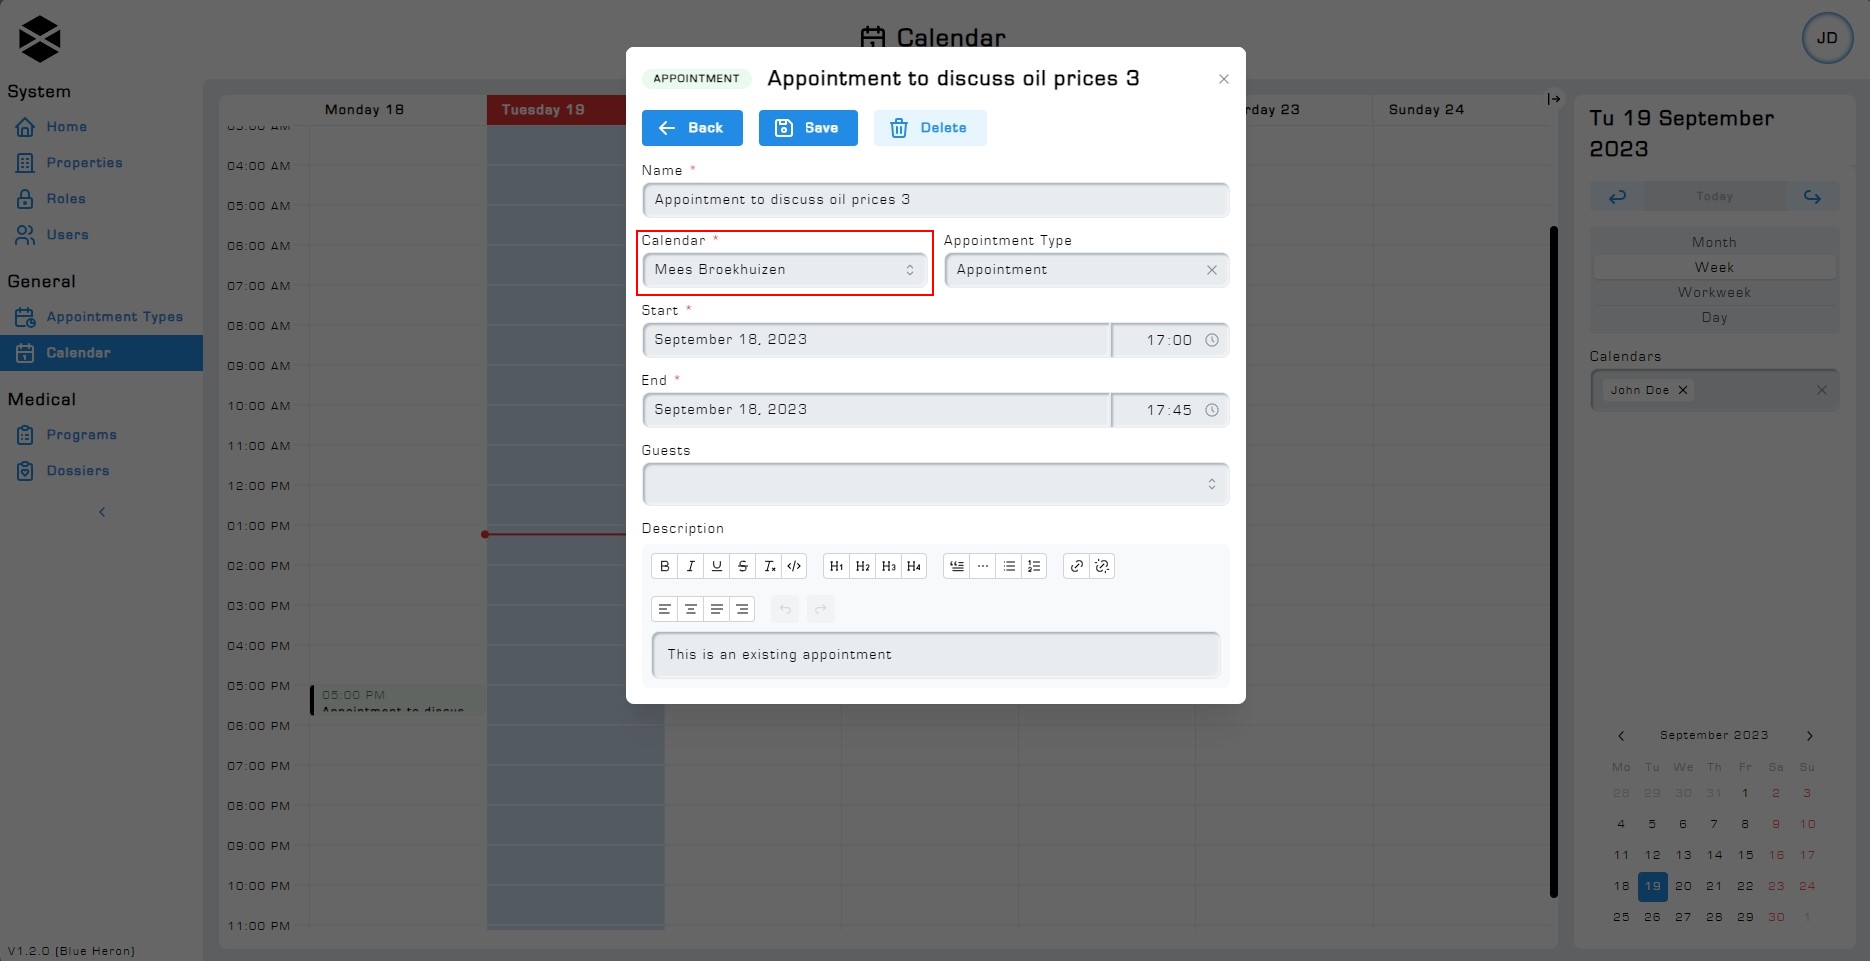 Calendar
JD
System
Home
Properties
Roles
Users
General
Appointment Types
Calendar
Medical
Programs
Dossiers
V1.2.0 (Blue Heron)
Monday 18
Tuesday 19
rday 23
Sunday 24
03:00 AM
04:00 AM
05:00 AM
06:00 AM
07:00 AM
08:00 AM
09:00 AM
10:00 AM
11:00 AM
12:00 PM
01:00 PM
02:00 PM
03:00 PM
04:00 PM
05:00 PM
06:00 PM
07:00 PM
08:00 PM
09:00 PM
10:00 PM
11:00 PM
05:00 PM
Appointment to discus
APPOINTMENT Appointment to discuss oil prices 3
Back Save Delete
Name *
Appointment to discuss oil prices 3
Calendar * Appointment Type
Mees Broekhuizen Appointment
Start *
September 18, 2023 17:00
End *
September 18, 2023 17:45
Guests
Description
B I U S Tx </> H1 H2 H3 H4
This is an existing appointment
Tu 19 September
2023
Today
Month
Week
Workweek
Day
Calendars
John Doe
September 2023
Mo Tu We Th Fr Sa Su
28 29 30 31 1 2 3
4 5 6 7 8 9 10
11 12 13 14 15 16 17
18 19 20 21 22 23 24
25 26 27 28 29 30 1